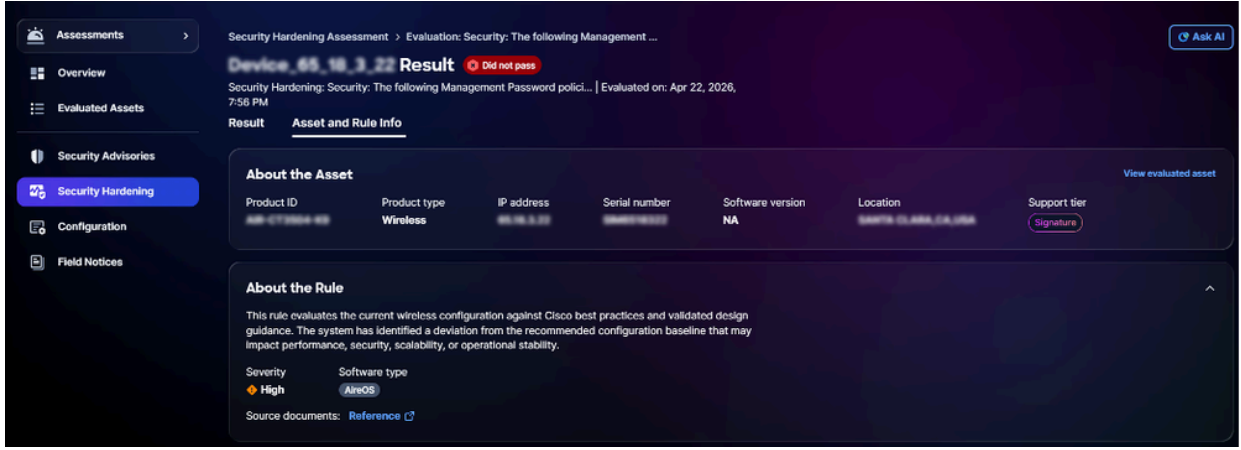 Assessments
Overview
Evaluated Assets
Security Advisories
Security Hardening
Configuration
Field Notices
Security Hardening Assessment > Evaluation: Security: The following Management ...
Ask AI
Result Did not pass
Security Hardening: Security: The following Management Password polici... | Evaluated on: Apr 22, 2026,
7:56 PM
Result Asset and Rule Info
About the Asset
View evaluated asset
Product ID Product type IP address Serial number Software version Location Support tier
Wireless NA Signature
About the Rule
This rule evaluates the current wireless configuration against Cisco best practices and validated design
guidance. The system has identified a deviation from the recommended configuration baseline that may
impact performance, security, scalability, or operational stability.
Severity Software type
High AireOS
Source documents: Reference